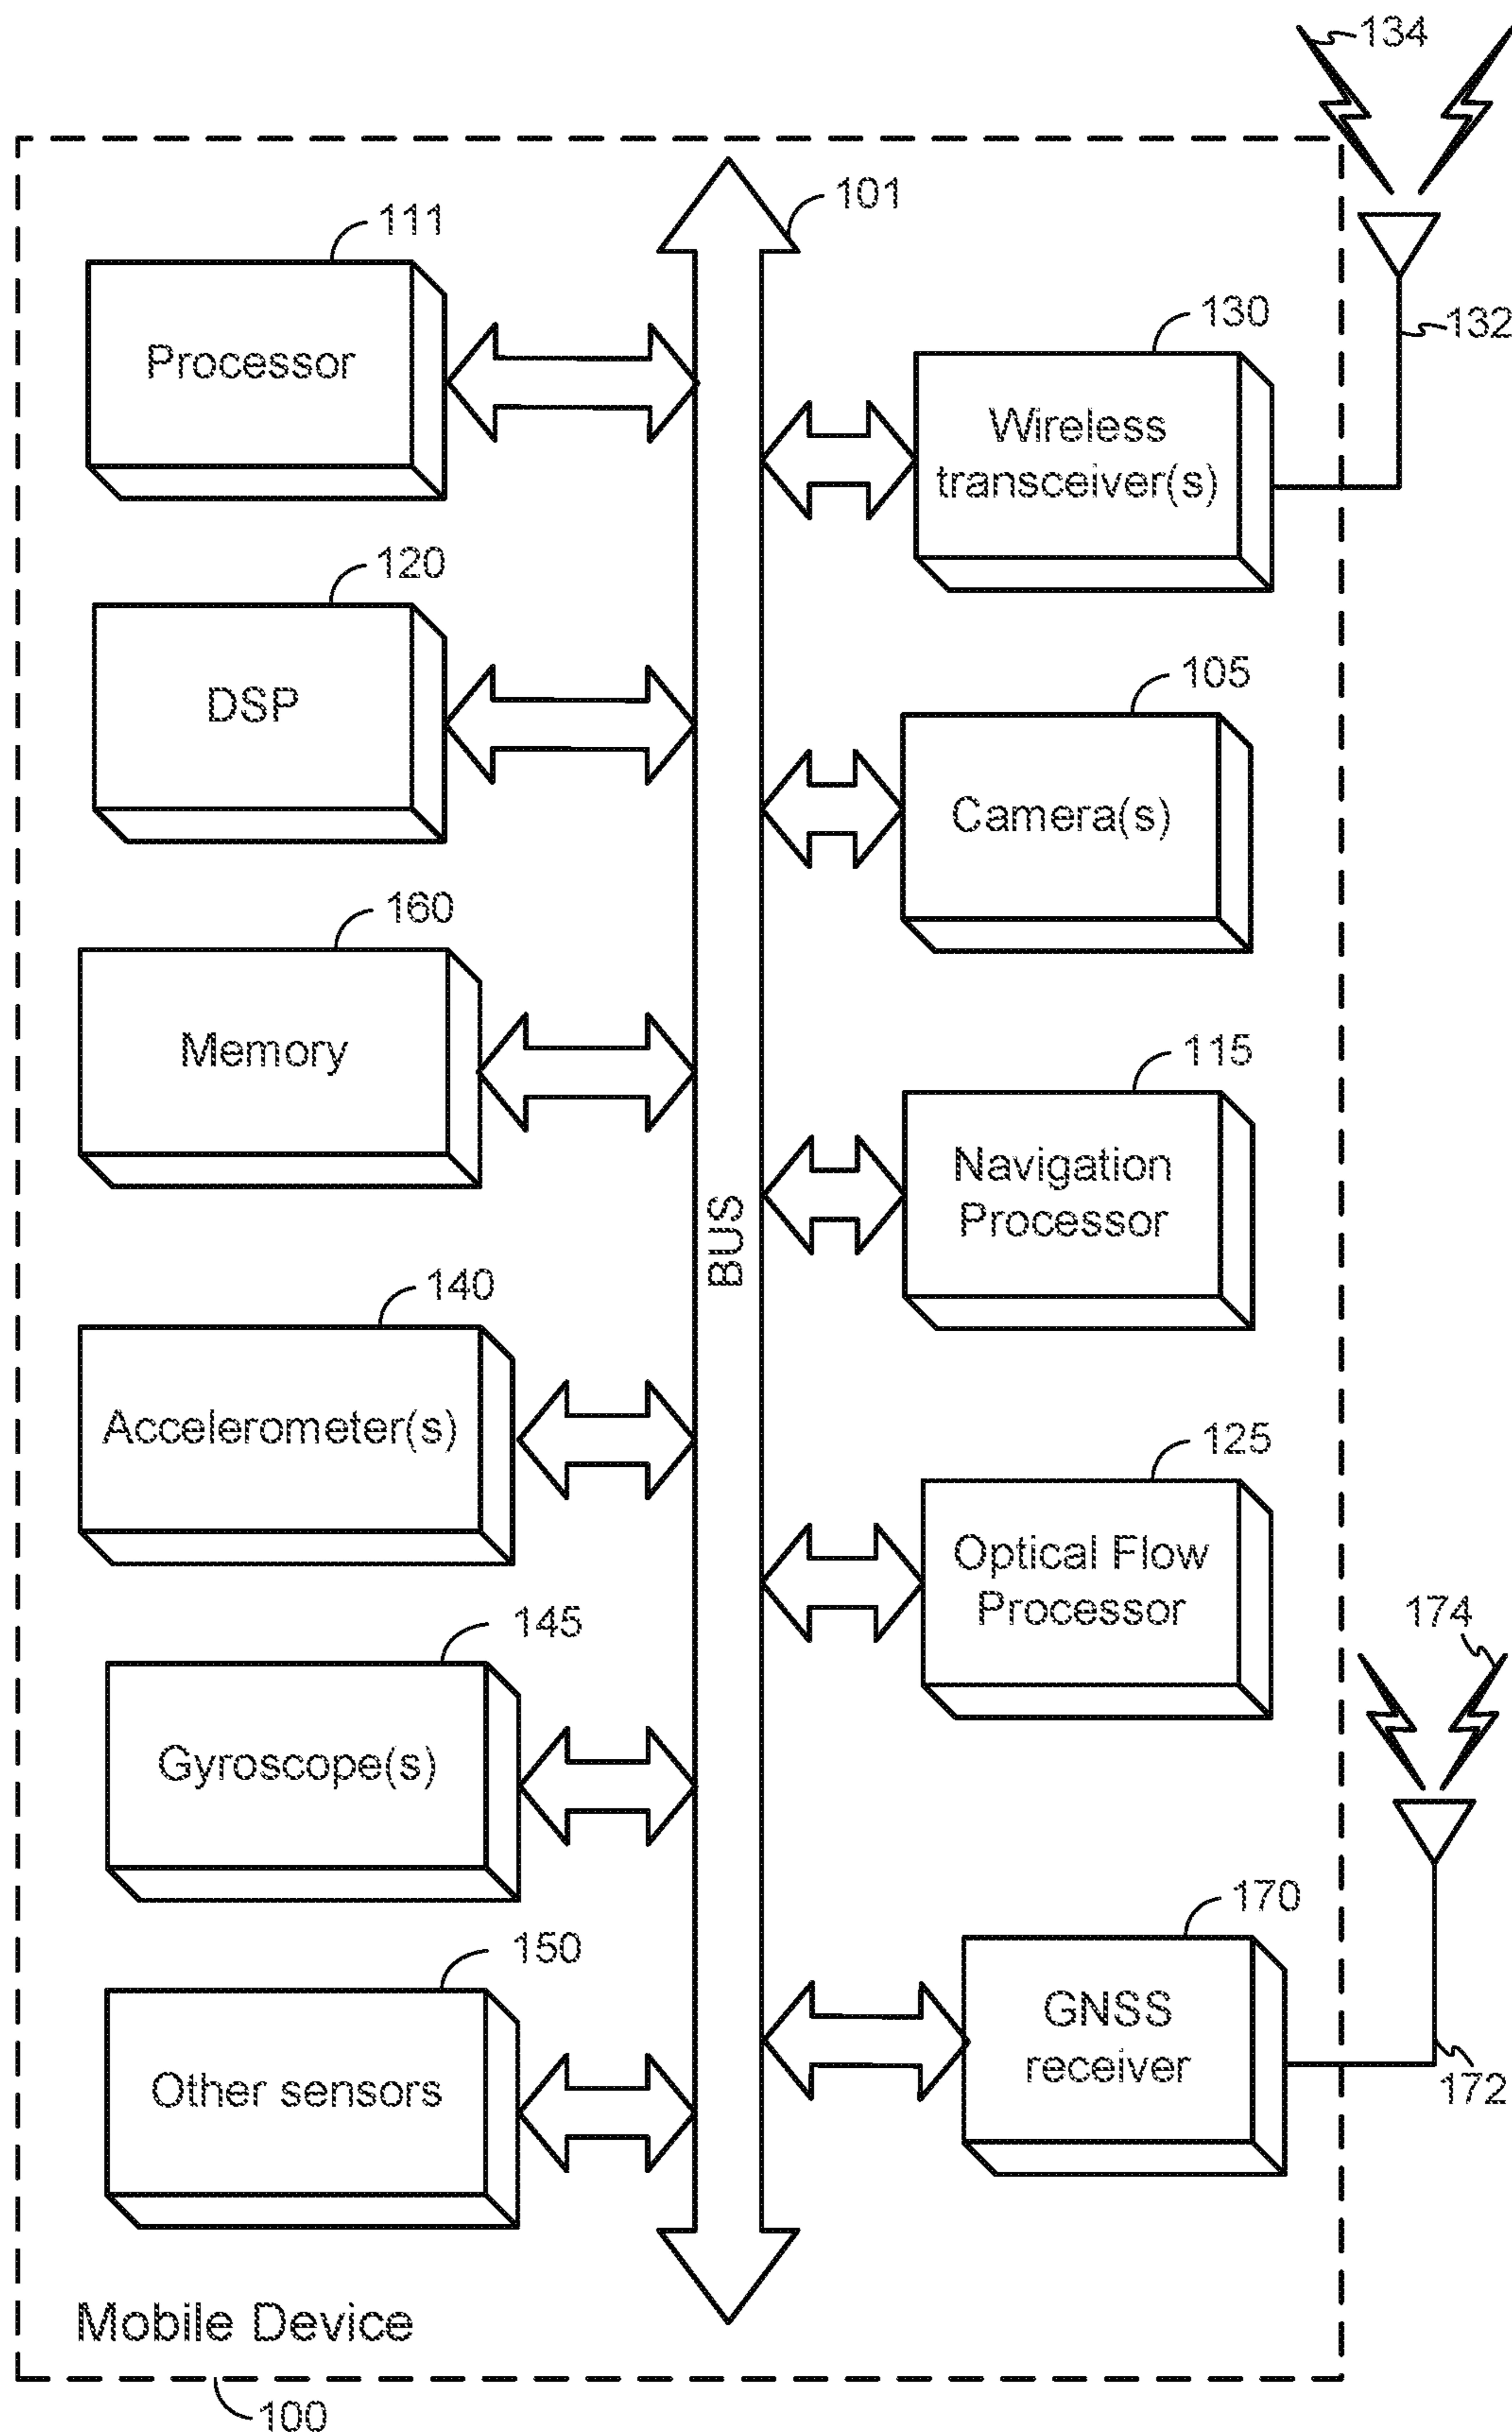 134
101
111
Processor
132
130
Wireless
transceiver(s)
120
DSP
105
Camera(s)
160
Memory
115
Navigation
Processor
BUS
140
Accelerometer(s)
125
Optical Flow
Processor
145
Gyroscope(s)
174
170
GNSS
receiver
172
150
Other sensors
Mobile Device
100